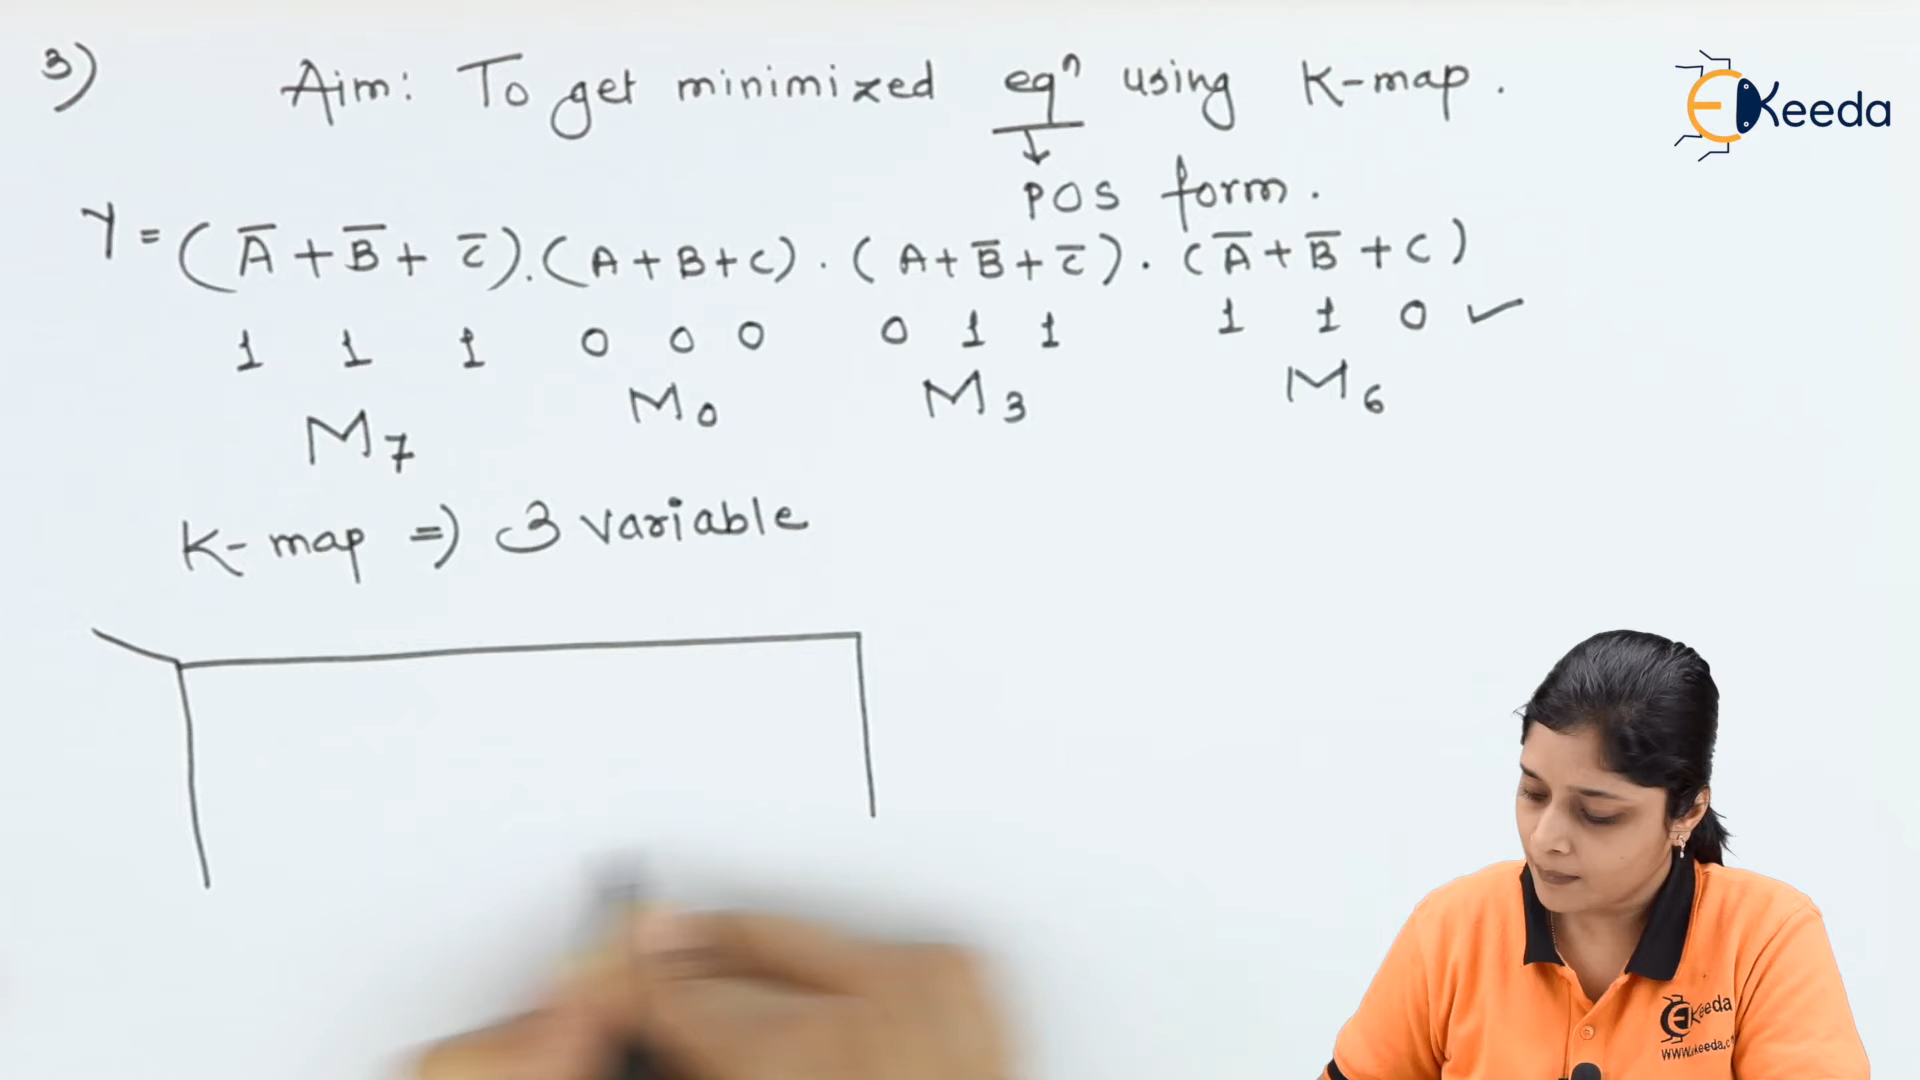 3) Aim: To get minimized eqⁿ using K-map.
POS form.
Y = (A̅ + B̅ + C̅).(A + B + C).(A + B̅ + C̅).(A̅ + B̅ + C)
1 1 1 0 0 0 0 1 1 1 1 0 ✓
M7 M0 M3 M6
K-map => 3 variable
EKeeda
EKeeda